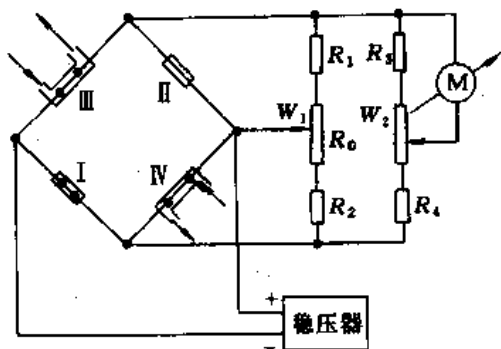 R₁
R₃
M
III
II
W₁
W₂
R₀
I
IV
R₂
R₄
+
稳压器
−